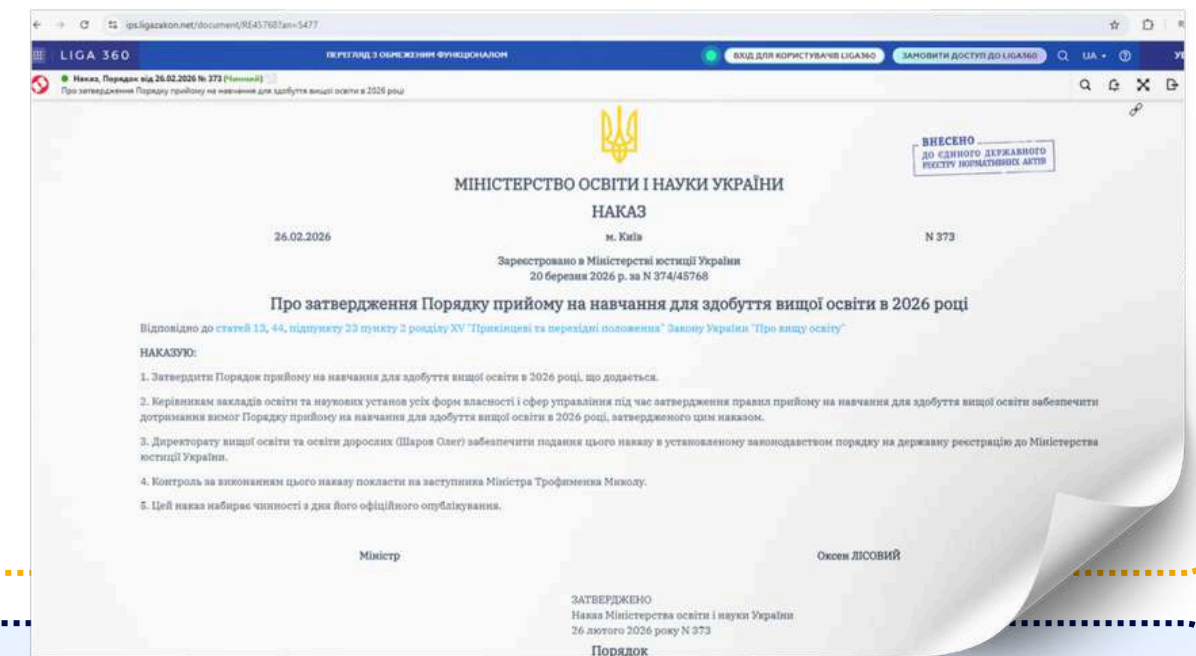 ips.ligazakon.net/document/RE45768?an=5477
LIGA 360
ПЕРЕГЛЯД З ОБМЕЖЕНИМ ФУНКЦІОНАЛОМ
ВХІД ДЛЯ КОРИСТУВАЧІВ LIGA360
ЗАМОВИТИ ДОСТУП ДО LIGA360
UA
Наказ, Порядок від 26.02.2026 № 373 (Чинний)
Про затвердження Порядку прийому на навчання для здобуття вищої освіти в 2026 році
ВНЕСЕНО
ДО ЄДИНОГО ДЕРЖАВНОГО
РЕЄСТРУ НОРМАТИВНИХ АКТІВ
МІНІСТЕРСТВО ОСВІТИ І НАУКИ УКРАЇНИ
НАКАЗ
26.02.2026 м. Київ N 373
Зареєстровано в Міністерстві юстиції України
20 березня 2026 р. за N 374/45768
Про затвердження Порядку прийому на навчання для здобуття вищої освіти в 2026 році
Відповідно до статей 13, 44, підпункту 23 пункту 2 розділу XV "Прикінцеві та перехідні положення" Закону України "Про вищу освіту"
НАКАЗУЮ:
1. Затвердити Порядок прийому на навчання для здобуття вищої освіти в 2026 році, що додається.
2. Керівникам закладів освіти та наукових установ усіх форм власності і сфер управління під час затвердження правил прийому на навчання для здобуття вищої освіти забезпечити
дотримання вимог Порядку прийому на навчання для здобуття вищої освіти в 2026 році, затвердженого цим наказом.
3. Директорату вищої освіти та освіти дорослих (Шаров Олег) забезпечити подання цього наказу в установленому законодавством порядку на державну реєстрацію до Міністерства
юстиції України.
4. Контроль за виконанням цього наказу покласти на заступника Міністра Трофименка Миколу.
5. Цей наказ набирає чинності з дня його офіційного опублікування.
Міністр Оксен ЛІСОВИЙ
ЗАТВЕРДЖЕНО
Наказ Міністерства освіти і науки України
26 лютого 2026 року N 373
Порядок